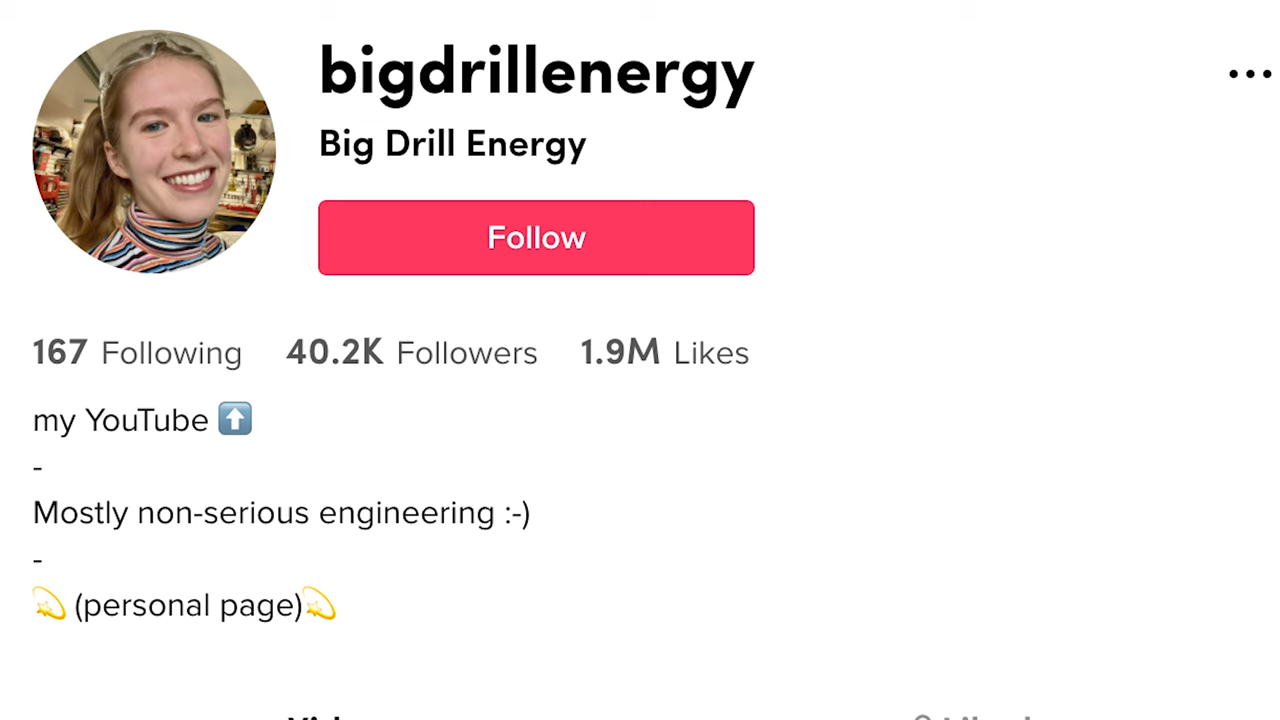 bigdrillenergy
Big Drill Energy
Follow
167 Following 40.2K Followers 1.9M Likes
my YouTube ⬆️
-
Mostly non-serious engineering :-)
-
💫 (personal page)💫